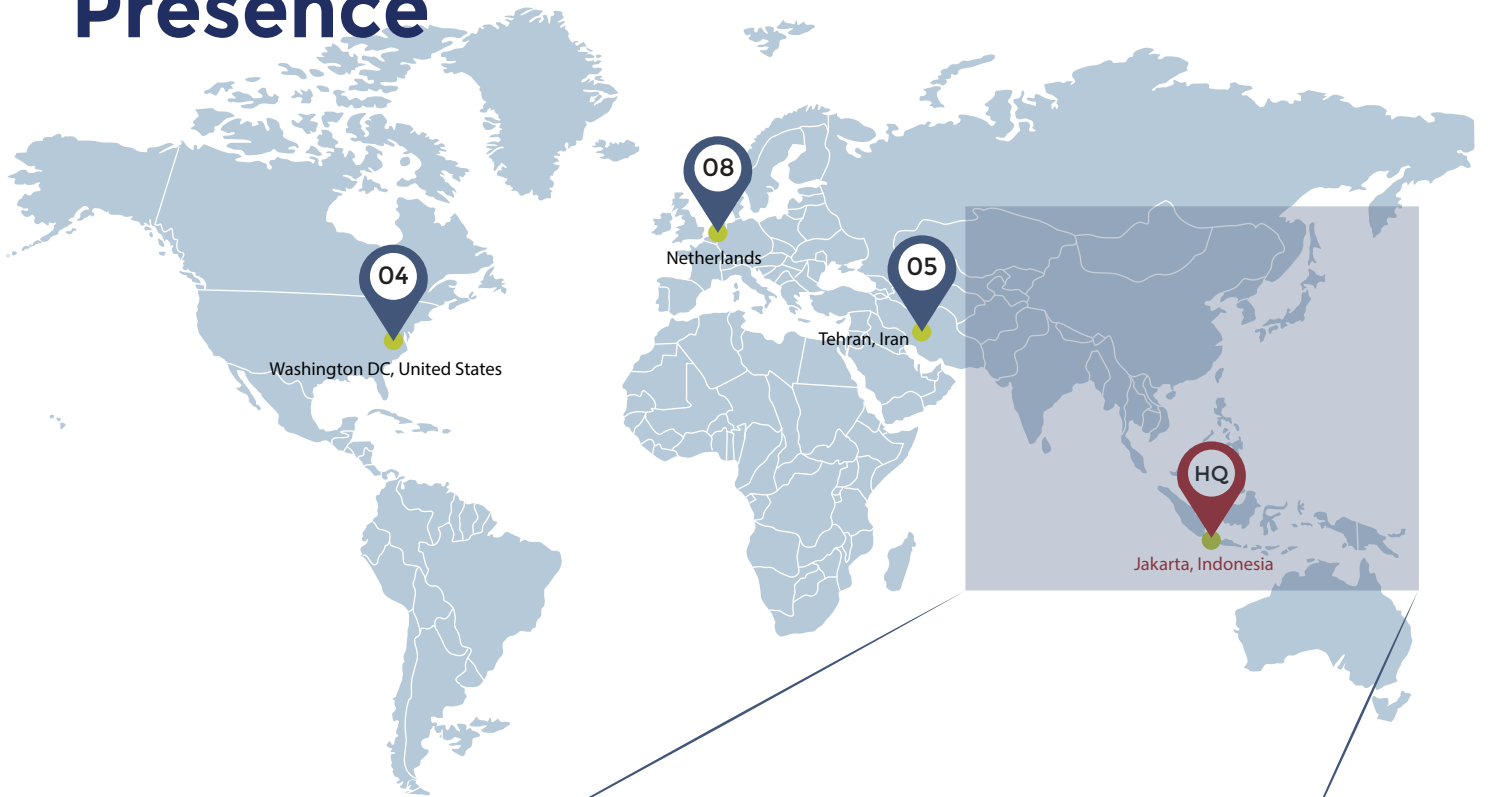 Presence
08
04
05
Netherlands
Tehran, Iran
Washington DC, United States
HQ
Jakarta, Indonesia